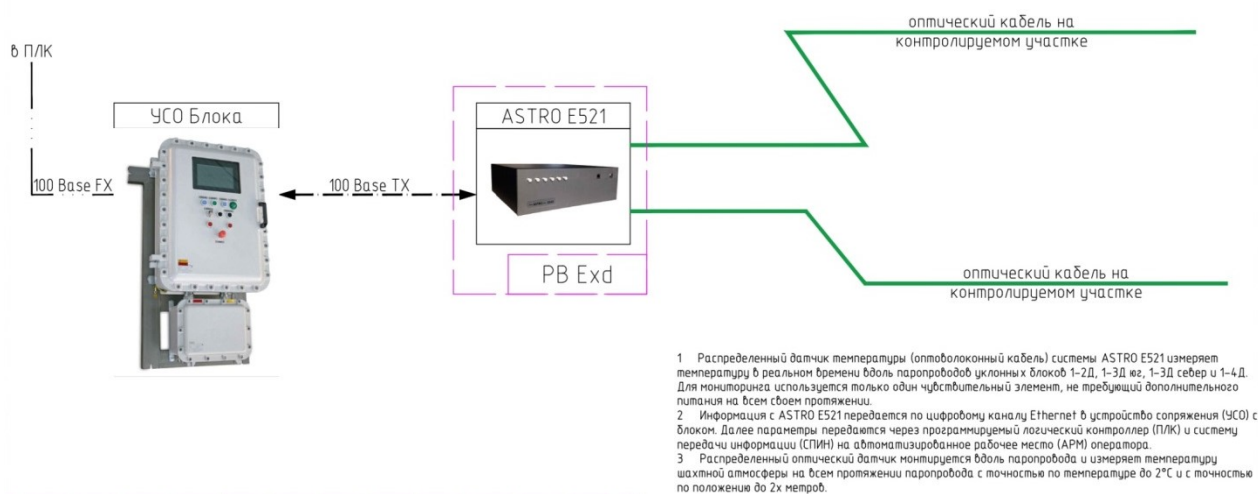 оптический кабель на
контролируемом участке
в ПЛК
УСО Блока
ASTRO E521
100 Base FX
100 Base TX
РВ Exd
оптический кабель на
контролируемом участке
1 Распределенный датчик температуры (оптоволоконный кабель) системы ASTRO E521 измеряет
температуру в реальном времени вдоль паропроводов уклонных блоков 1-2Д, 1-3Д юг, 1-3Д север и 1-4Д.
Для мониторинга используется только один чувствительный элемент, не требующий дополнительного
питания на всем своем протяжении.
2 Информация с ASTRO E521 передается по цифровому каналу Ethernet в устройство сопряжения (УСО) с
блоком. Далее параметры передаются через программируемый логический контроллер (ПЛК) и систему
передачи информации (СПИН) на автоматизированное рабочее место (АРМ) оператора.
3 Распределенный оптический датчик монтируется вдоль паропровода и измеряет температуру
шахтной атмосферы на всем протяжении паропровода с точностью по температуре до 2°С и с точностью
по положению до 2х метров.